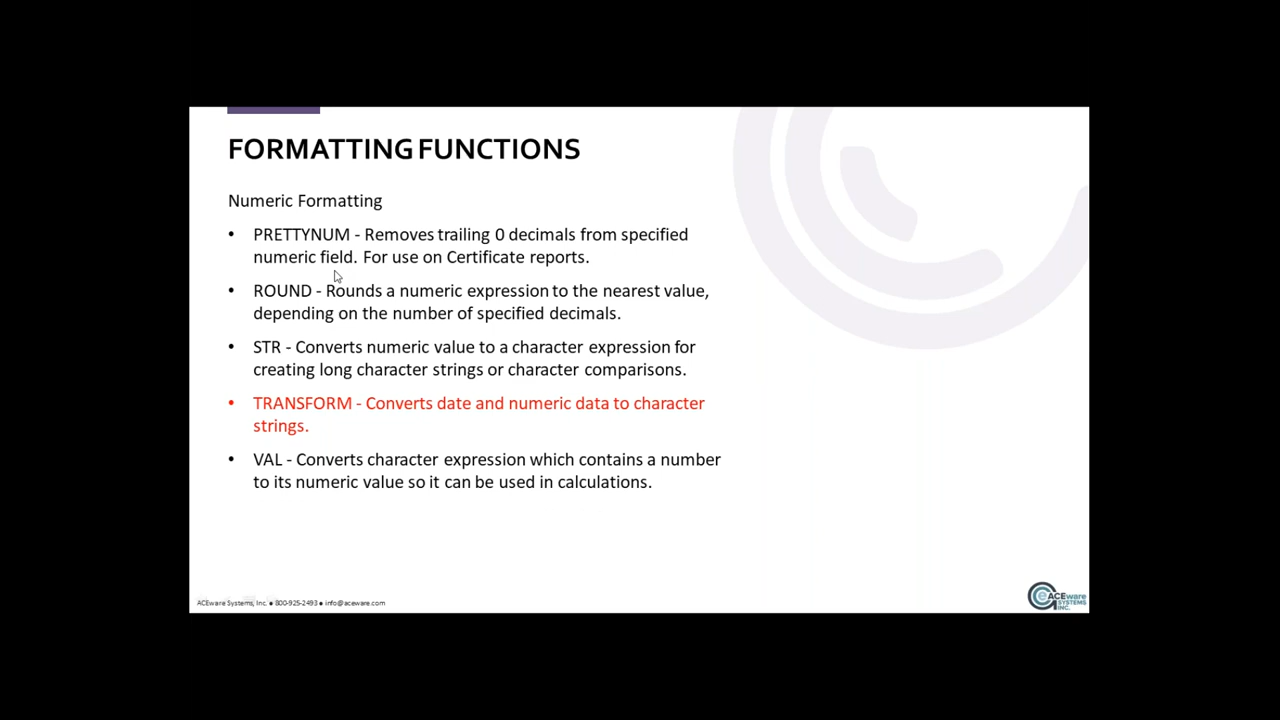 FORMATTING FUNCTIONS
Numeric Formatting
• PRETTYNUM - Removes trailing 0 decimals from specified
numeric field. For use on Certificate reports.
• ROUND - Rounds a numeric expression to the nearest value,
depending on the number of specified decimals.
• STR - Converts numeric value to a character expression for
creating long character strings or character comparisons.
• TRANSFORM - Converts date and numeric data to character
strings.
• VAL - Converts character expression which contains a number
to its numeric value so it can be used in calculations.
ACEware Systems, Inc. ● 800-925-2493 ● info@aceware.com
ACEware
SYSTEMS
INC.